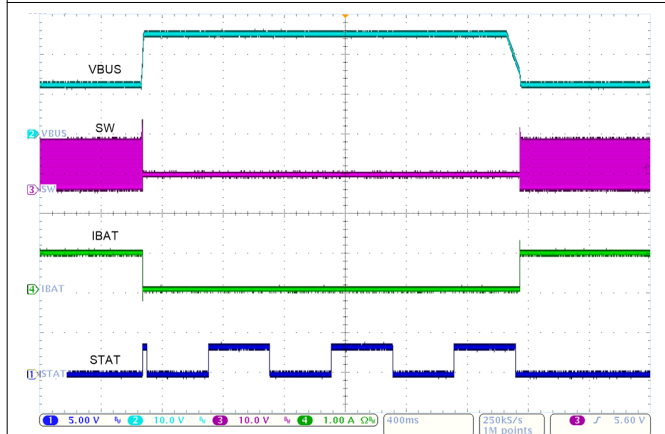 VBUS
2 VBUS
SW
3 SW
IBAT
4 IBAT
STAT
1 STAT
1 5.00 V 2 10.0 V 3 10.0 V 4 1.00 A Ω 400ms 250kS/s 3 5.60 V
1M points